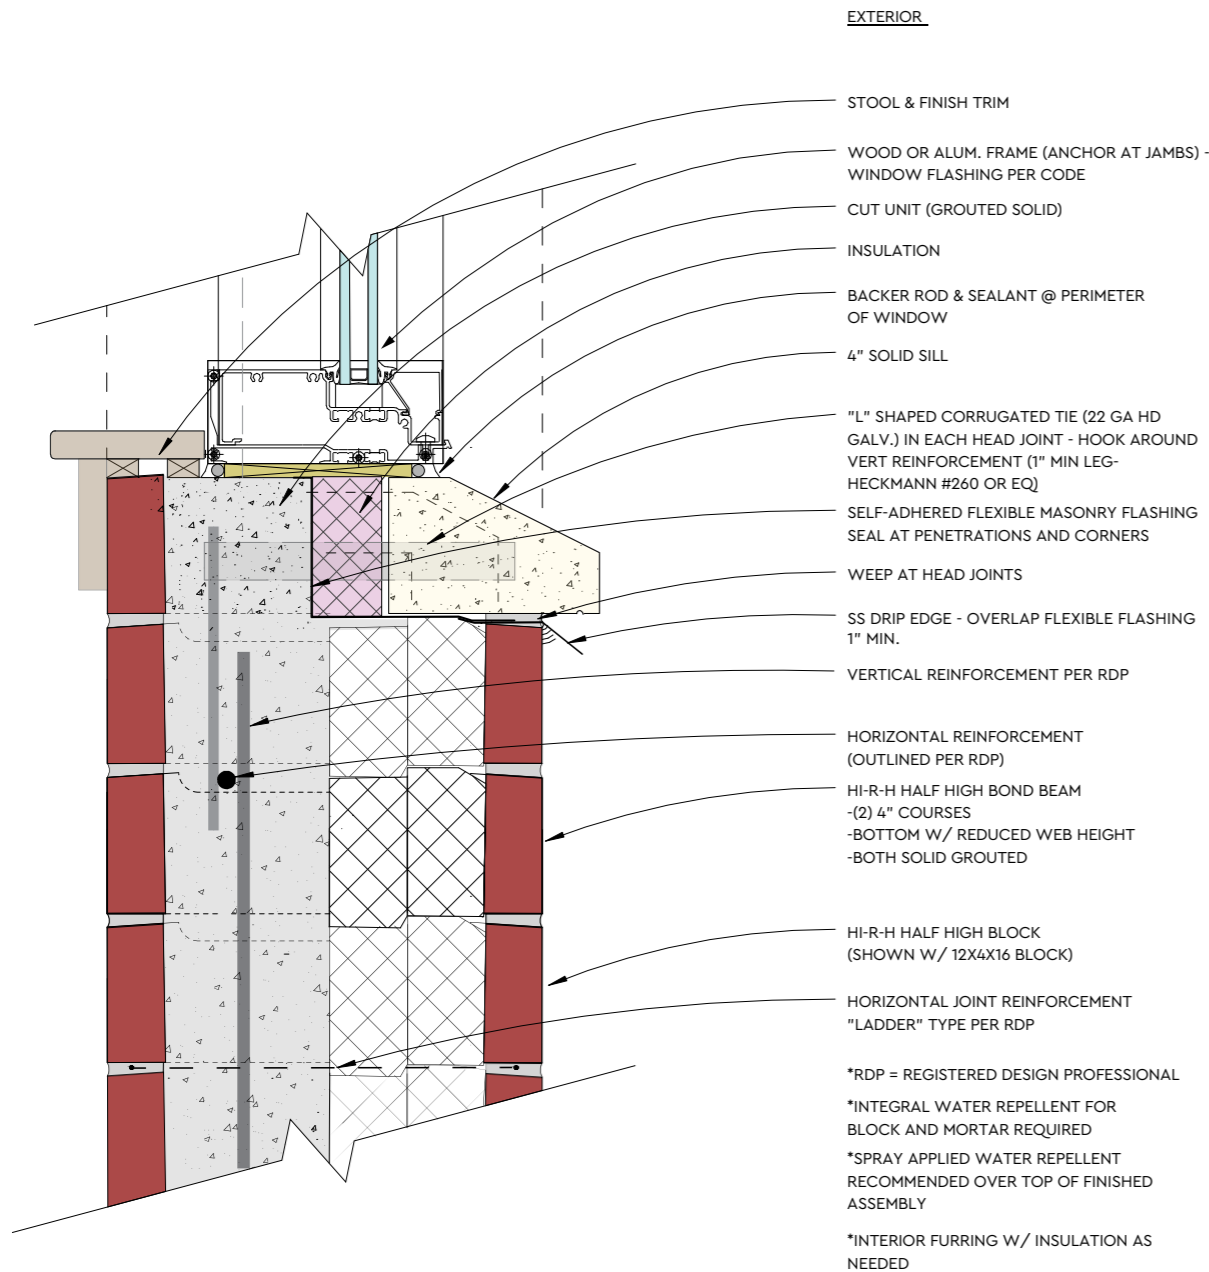 EXTERIOR
STOOL & FINISH TRIM
WOOD OR ALUM. FRAME (ANCHOR AT JAMBS) -
WINDOW FLASHING PER CODE
CUT UNIT (GROUTED SOLID)
INSULATION
BACKER ROD & SEALANT @ PERIMETER
OF WINDOW
4" SOLID SILL
"L" SHAPED CORRUGATED TIE (22 GA HD
GALV.) IN EACH HEAD JOINT - HOOK AROUND
VERT REINFORCEMENT (1" MIN LEG-
HECKMANN #260 OR EQ)
SELF-ADHERED FLEXIBLE MASONRY FLASHING
SEAL AT PENETRATIONS AND CORNERS
WEEP AT HEAD JOINTS
SS DRIP EDGE - OVERLAP FLEXIBLE FLASHING
1" MIN.
VERTICAL REINFORCEMENT PER RDP
HORIZONTAL REINFORCEMENT
(OUTLINED PER RDP)
HI-R-H HALF HIGH BOND BEAM
-(2) 4" COURSES
-BOTTOM W/ REDUCED WEB HEIGHT
-BOTH SOLID GROUTED
HI-R-H HALF HIGH BLOCK
(SHOWN W/ 12X4X16 BLOCK)
HORIZONTAL JOINT REINFORCEMENT
"LADDER" TYPE PER RDP
*RDP = REGISTERED DESIGN PROFESSIONAL
*INTEGRAL WATER REPELLENT FOR
BLOCK AND MORTAR REQUIRED
*SPRAY APPLIED WATER REPELLENT
RECOMMENDED OVER TOP OF FINISHED
ASSEMBLY
*INTERIOR FURRING W/ INSULATION AS
NEEDED